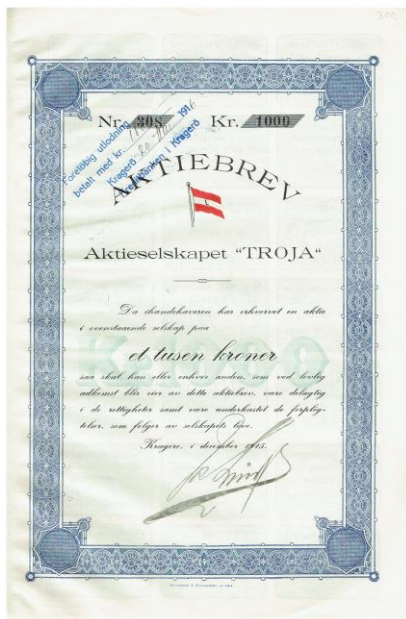 Nr. 308. Kr. 1000
Foreløbig utlodning
betalt med kr.
Kragerø 1916
Kreditbanken i Kragerø
AKTIEBREV
Aktieselskapet "TROJA"
Da ihændehaveren har erhvervet en aktie
i ovenstaaende selskap paa
et tusen kroner
saa skal han eller enhver anden, som ved lovlig
adkomst blir eier av dette aktiebrev, være delagtig
i de rettigheter samt være underkastet de forplig-
telser, som følger av selskapets love.
Kragerø, i december 1915.